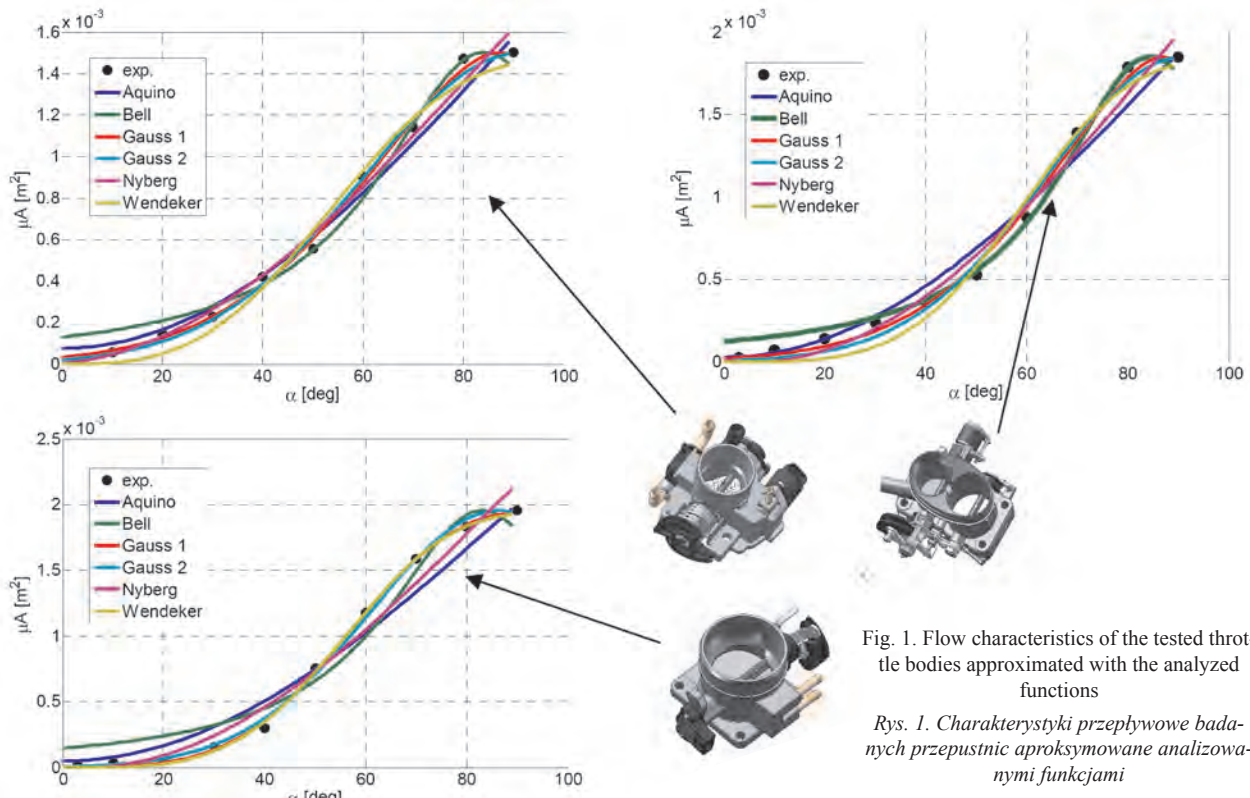 x 10-3
1.6
1.4
1.2
1
0.8
0.6
0.4
0.2
0
μA [m2]
exp.
Aquino
Bell
Gauss 1
Gauss 2
Nyberg
Wendeker
0 20 40 60 80 100
α [deg]
x 10-3
2
1.5
1
0.5
0
μA [m2]
exp.
Aquino
Bell
Gauss 1
Gauss 2
Nyberg
Wendeker
0 20 40 60 80 100
α [deg]
x 10-3
2.5
2
1.5
1
0.5
0
μA [m2]
exp.
Aquino
Bell
Gauss 1
Gauss 2
Nyberg
Wendeker
0 20 40 60 80 100
α [deg]
Fig. 1. Flow characteristics of the tested throt
tle bodies approximated with the analyzed
functions
Rys. 1. Charakterystyki przepływowe bada-
nych przepustnic aproksymowane analizowa-
nymi funkcjami